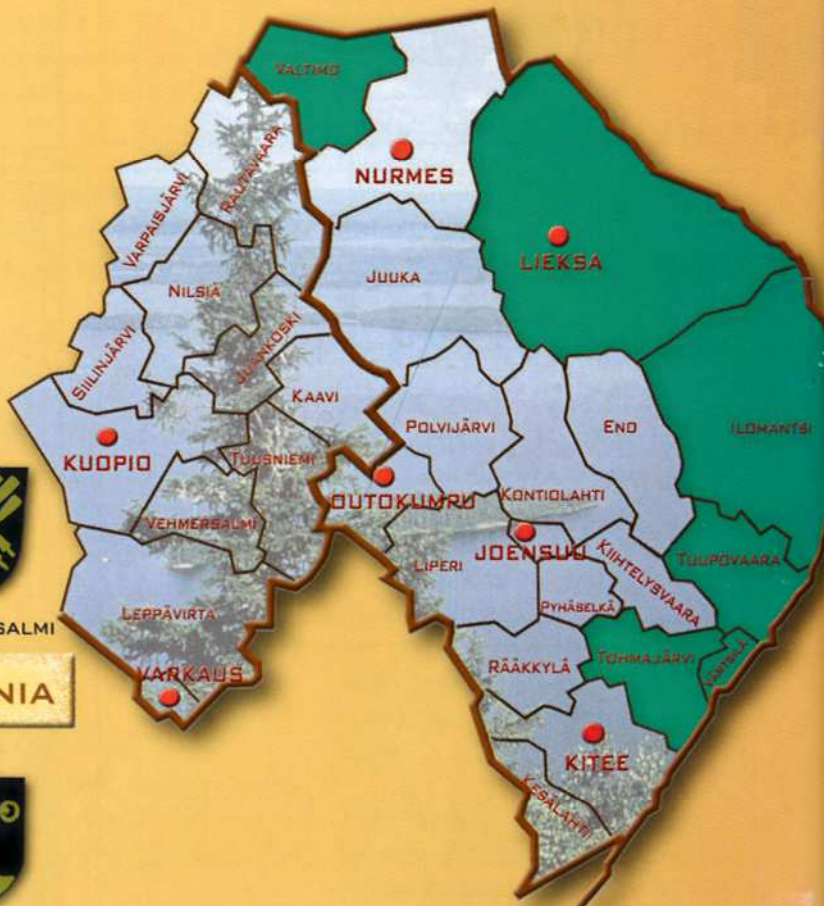 VALTIMO
NURMES
RAUTAVAARA
VARPAISJÄRVI
LIEKSA
JUUKA
NILSIÄ
SIILINJÄRVI
JUANKOSKI
KAAVI
POLVIJÄRVI
ENO
ILOMANTSI
KUOPIO
TUUSNIEMI
OUTOKUMPU
KONTIOLAHTI
VEHMERSALMI
JOENSUU
KIIHTELYSVAARA
TUUPOVAARA
LIPERI
PYHÄSELKÄ
LEPPÄVIRTA
SALMI
RÄÄKKYLÄ
TOHMAJÄRVI
VÄRTSILÄ
VARKAUS
NIA
KITEE
KESÄLAHTI